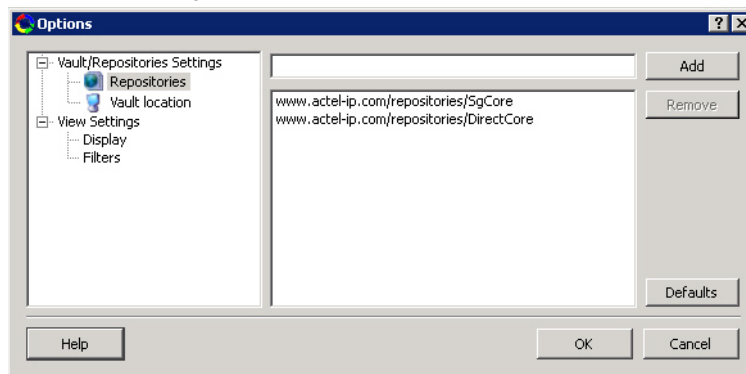 Options
Vault/Repositories Settings
Repositories
Vault location
View Settings
Display
Filters
www.actel-ip.com/repositories/SgCore
www.actel-ip.com/repositories/DirectCore
Add
Remove
Defaults
Help
OK
Cancel